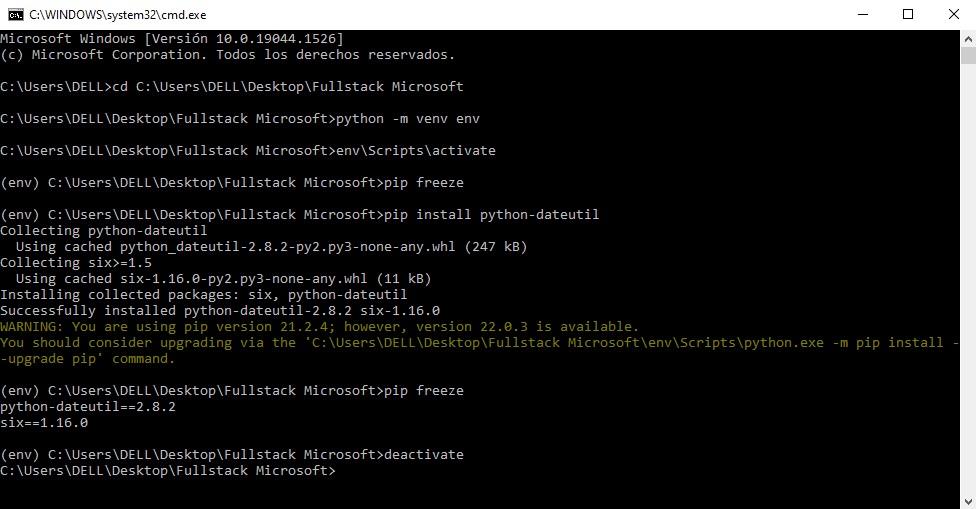 C:\WINDOWS\system32\cmd.exe
Microsoft Windows [Versión 10.0.19044.1526]
(c) Microsoft Corporation. Todos los derechos reservados.
C:\Users\DELL>cd C:\Users\DELL\Desktop\Fullstack Microsoft
C:\Users\DELL\Desktop\Fullstack Microsoft>python -m venv env
C:\Users\DELL\Desktop\Fullstack Microsoft>env\Scripts\activate
(env) C:\Users\DELL\Desktop\Fullstack Microsoft>pip freeze
(env) C:\Users\DELL\Desktop\Fullstack Microsoft>pip install python-dateutil
Collecting python-dateutil
  Using cached python_dateutil-2.8.2-py2.py3-none-any.whl (247 kB)
Collecting six>=1.5
  Using cached six-1.16.0-py2.py3-none-any.whl (11 kB)
Installing collected packages: six, python-dateutil
Successfully installed python-dateutil-2.8.2 six-1.16.0
WARNING: You are using pip version 21.2.4; however, version 22.0.3 is available.
You should consider upgrading via the 'C:\Users\DELL\Desktop\Fullstack Microsoft\env\Scripts\python.exe -m pip install -
-upgrade pip' command.
(env) C:\Users\DELL\Desktop\Fullstack Microsoft>pip freeze
python-dateutil==2.8.2
six==1.16.0
(env) C:\Users\DELL\Desktop\Fullstack Microsoft>deactivate
C:\Users\DELL\Desktop\Fullstack Microsoft>